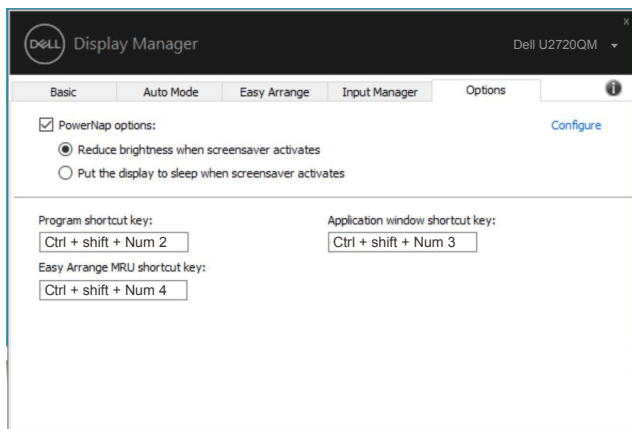 x
DELL Display Manager Dell U2720QM
Basic Auto Mode Easy Arrange Input Manager Options i
PowerNap options: Configure
Reduce brightness when screensaver activates
Put the display to sleep when screensaver activates
Program shortcut key: Application window shortcut key:
Ctrl + shift + Num 2 Ctrl + shift + Num 3
Easy Arrange MRU shortcut key:
Ctrl + shift + Num 4